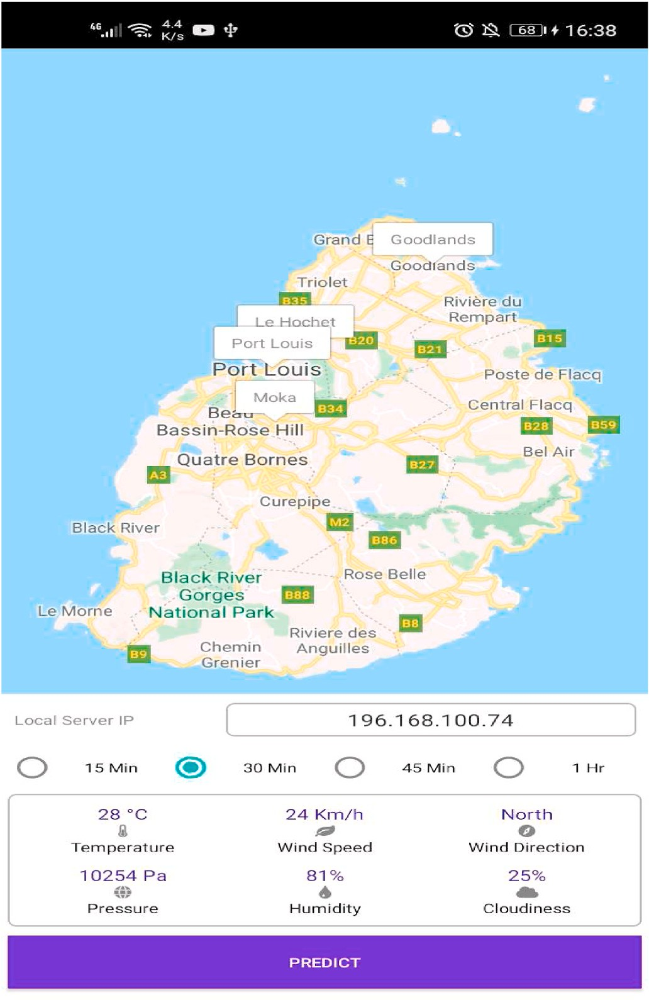 4G
4.4
K/s
68
16:38
Grand
Goodlands
Goodlands
Triolet
B35
Rivière du
Rempart
Le Hochet
B20
B15
Port Louis
B21
Port Louis
Poste de Flacq
Moka
B34
Central Flacq
Beau
Bassin-Rose Hill
B28
B59
Bel Air
Quatre Bornes
B27
A3
Curepipe
M2
Black River
B86
Black River
Gorges
National Park
Rose Belle
B88
Le Morne
B8
Riviere des
Anguilles
B9
Chemin
Grenier
Local Server IP
196.168.100.74
15 Min
30 Min
45 Min
1 Hr
28 °C
24 Km/h
North
Temperature
Wind Speed
Wind Direction
10254 Pa
81%
25%
Pressure
Humidity
Cloudiness
PREDICT